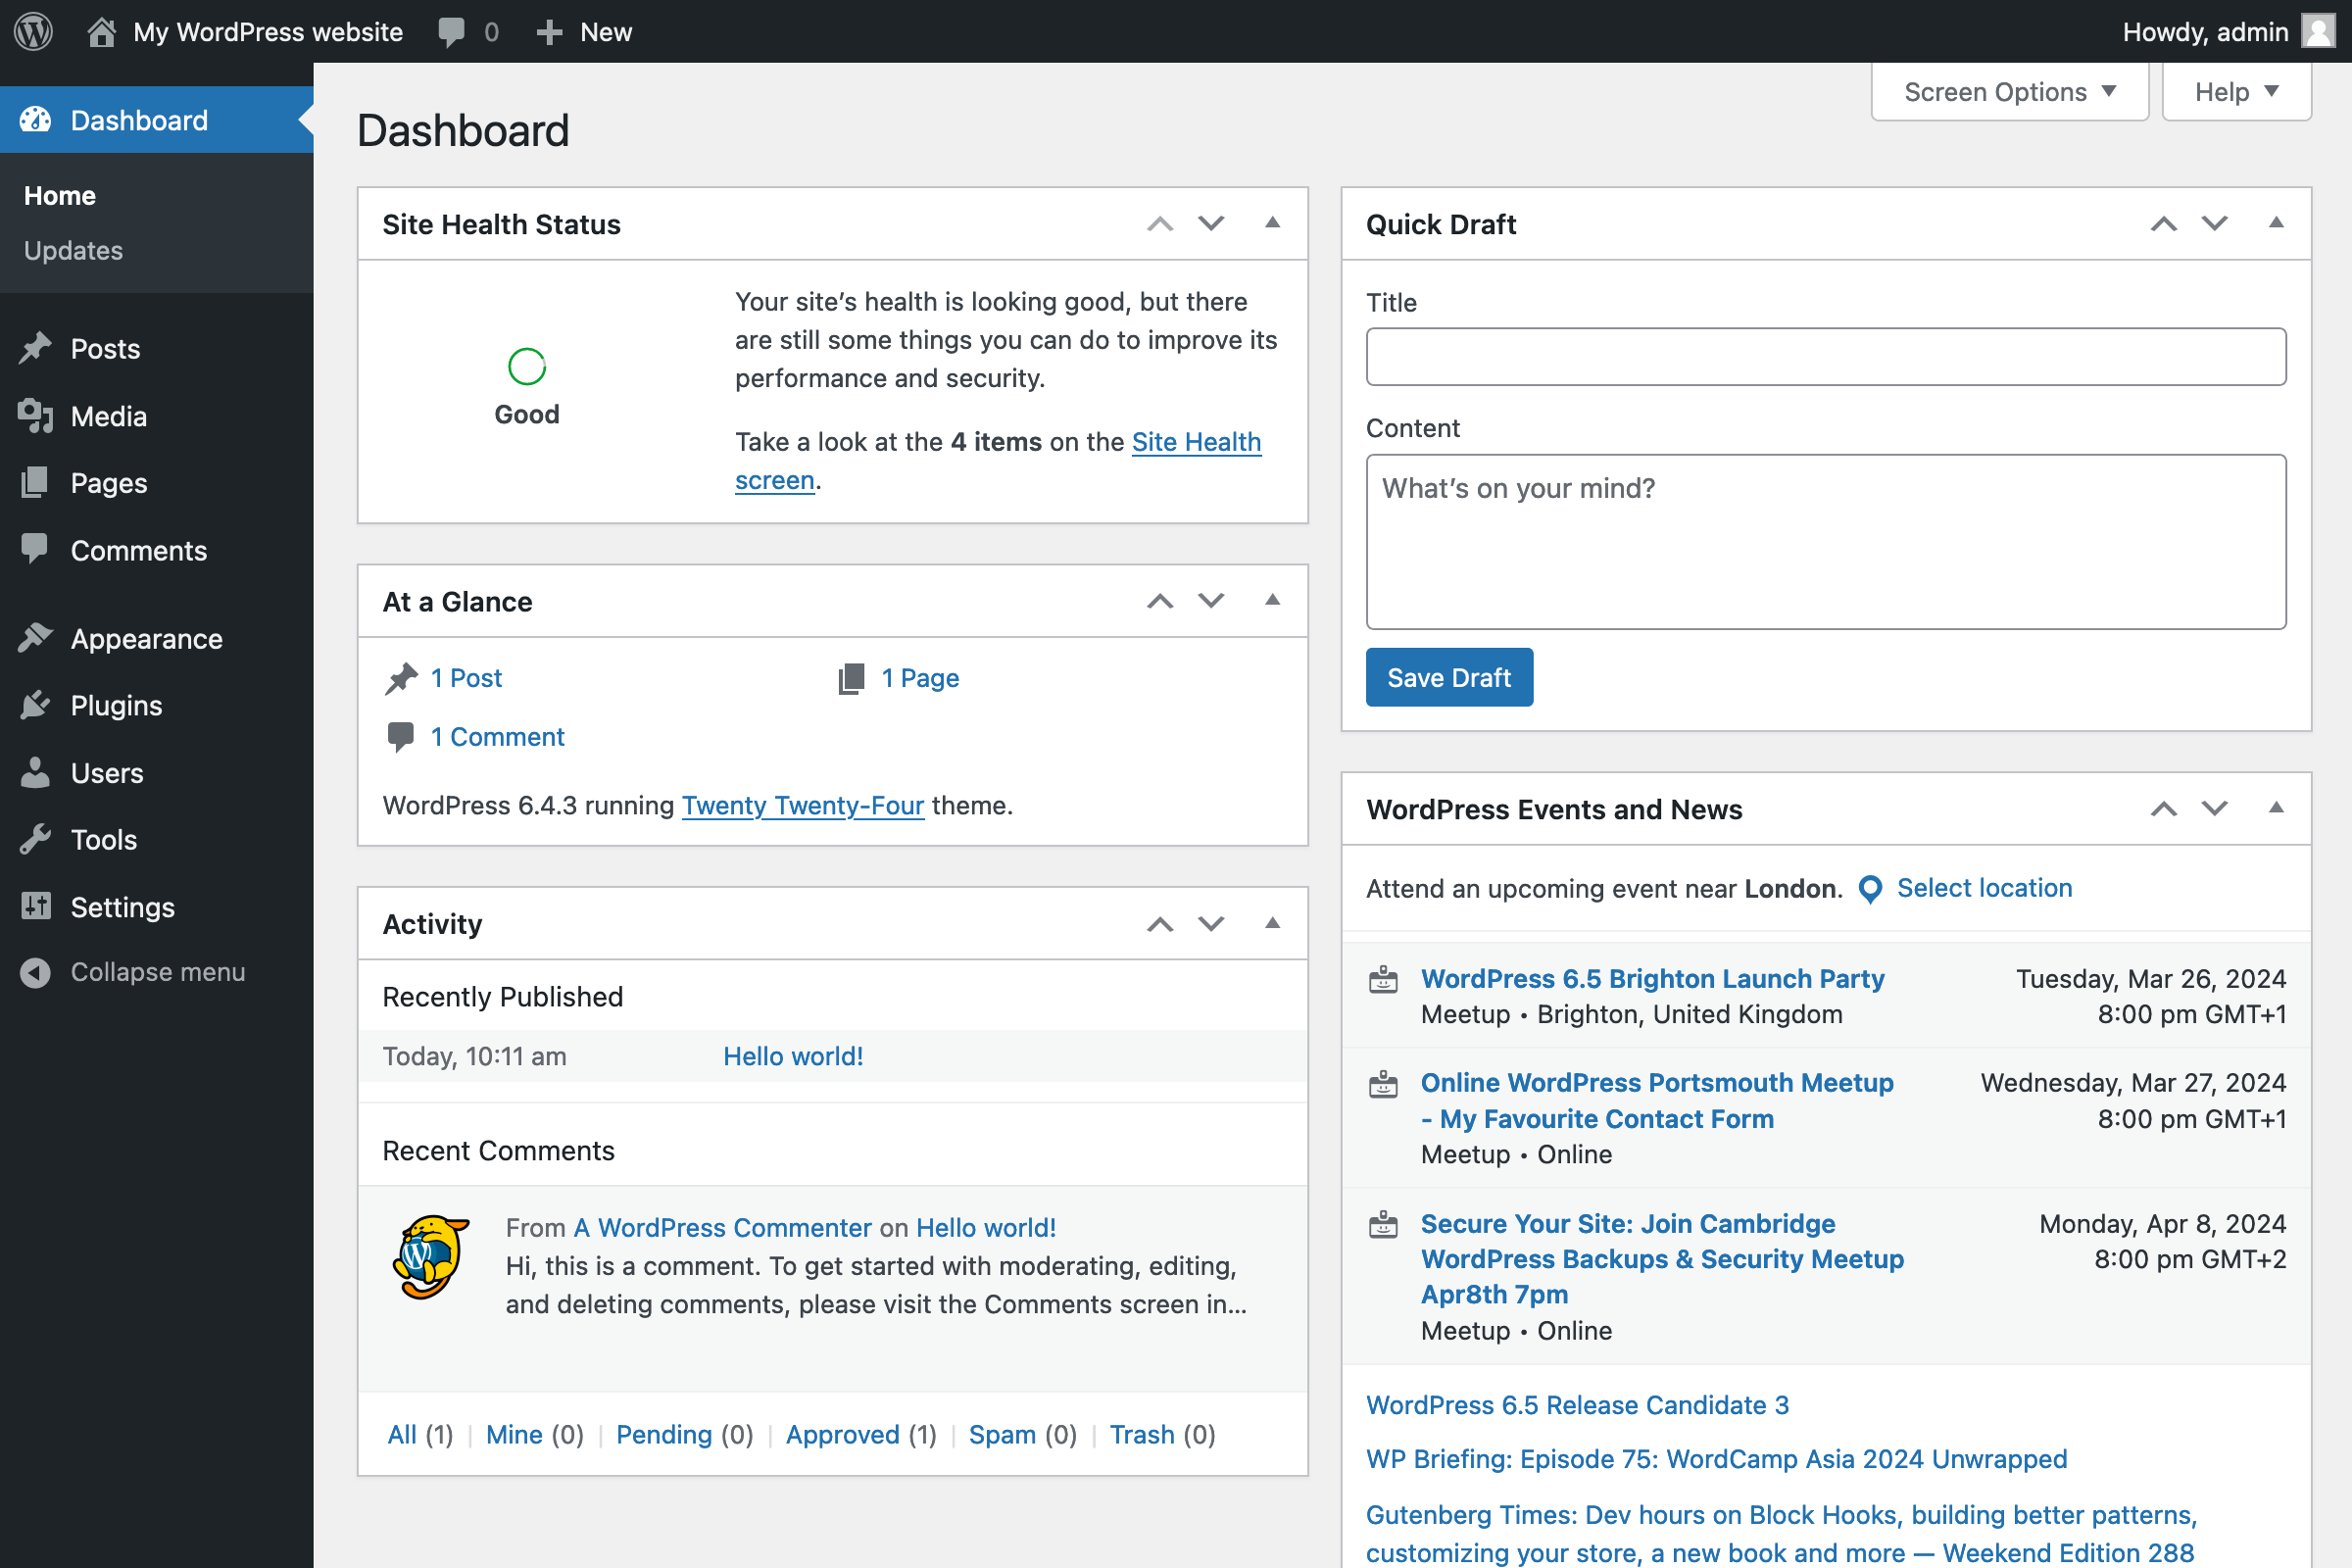 My WordPress website 0 New Howdy, admin
Screen Options Help
Dashboard
Home
Updates
Posts
Media
Pages
Comments
Appearance
Plugins
Users
Tools
Settings
Collapse menu
Dashboard
Site Health Status
Good
Your site’s health is looking good, but there
are still some things you can do to improve its
performance and security.
Take a look at the 4 items on the Site Health
screen.
At a Glance
1 Post 1 Page
1 Comment
WordPress 6.4.3 running Twenty Twenty-Four theme.
Activity
Recently Published
Today, 10:11 am Hello world!
Recent Comments
From A WordPress Commenter on Hello world!
Hi, this is a comment. To get started with moderating, editing,
and deleting comments, please visit the Comments screen in…
All (1) | Mine (0) | Pending (0) | Approved (1) | Spam (0) | Trash (0)
Quick Draft
Title
Content
What’s on your mind?
Save Draft
WordPress Events and News
Attend an upcoming event near London. Select location
WordPress 6.5 Brighton Launch Party Tuesday, Mar 26, 2024
Meetup • Brighton, United Kingdom 8:00 pm GMT+1
Online WordPress Portsmouth Meetup Wednesday, Mar 27, 2024
- My Favourite Contact Form 8:00 pm GMT+1
Meetup • Online
Secure Your Site: Join Cambridge Monday, Apr 8, 2024
WordPress Backups & Security Meetup 8:00 pm GMT+2
Apr8th 7pm
Meetup • Online
WordPress 6.5 Release Candidate 3
WP Briefing: Episode 75: WordCamp Asia 2024 Unwrapped
Gutenberg Times: Dev hours on Block Hooks, building better patterns,
customizing your store, a new book and more — Weekend Edition 288